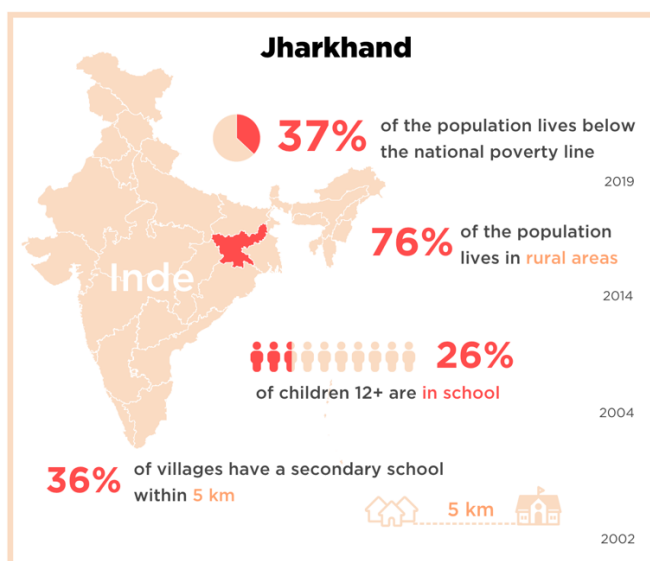 Jharkhand
37%
of the population lives below
the national poverty line
2019
76%
of the population
lives in rural areas
2014
Inde
26%
of children 12+ are in school
2004
36%
of villages have a secondary school
within 5 km
5 km
2002